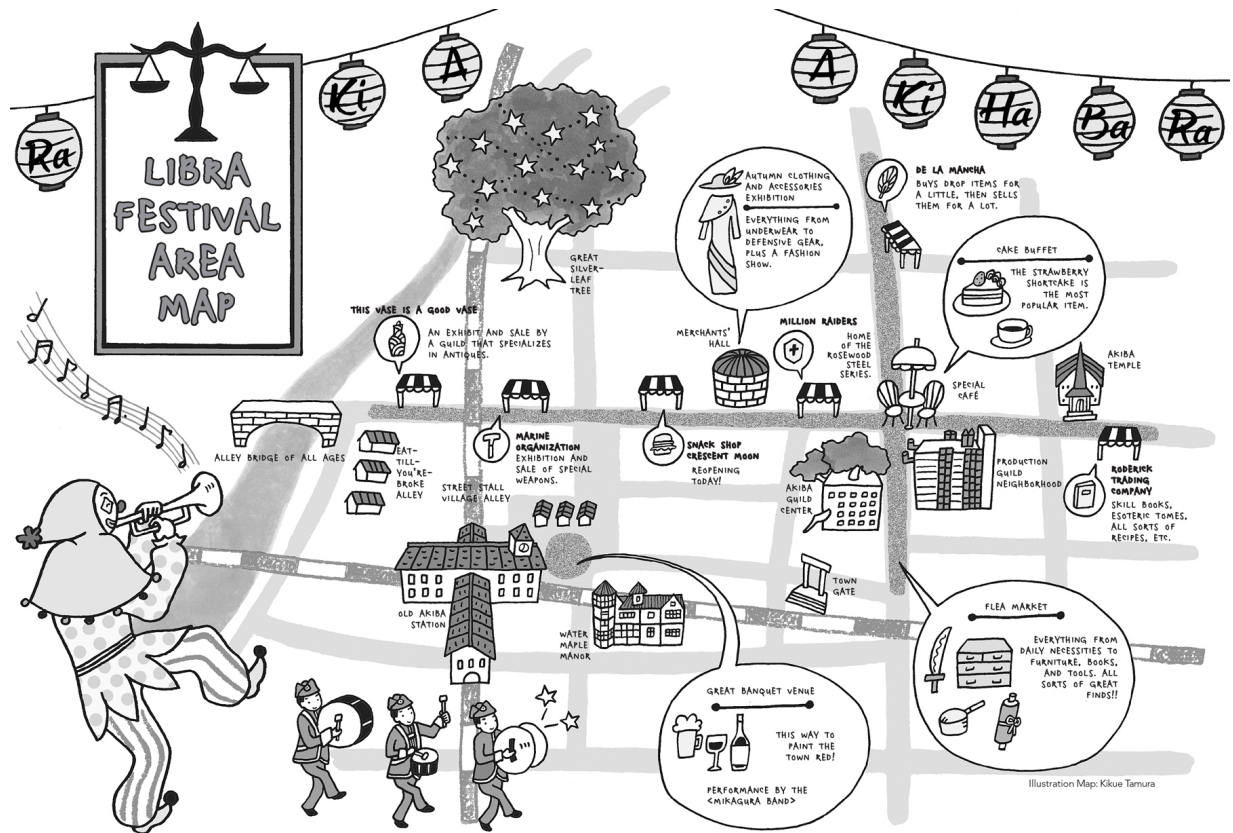 Ra
Ki
A
A
Ki
Ha
Ba
Ra
LIBRA
FESTIVAL
AREA
MAP
GREAT
SILVER-
LEAF
TREE
AUTUMN CLOTHING
AND ACCESSORIES
EXHIBITION
EVERYTHING FROM
UNDERWEAR TO
DEFENSIVE GEAR,
PLUS A FASHION
SHOW.
DE LA MANCHA
BUYS DROP ITEMS FOR
A LITTLE, THEN SELLS
THEM FOR A LOT.
CAKE BUFFET
THE STRAWBERRY
SHORTCAKE IS
THE MOST
POPULAR ITEM.
THIS VASE IS A GOOD VASE
AN EXHIBIT AND SALE BY
A GUILD THAT SPECIALIZES
IN ANTIQUES.
MERCHANTS'
HALL
MILLION RAIDERS
HOME
OF THE
ROSEWOOD
STEEL
SERIES.
SPECIAL
CAFÉ
AKIBA
TEMPLE
ALLEY BRIDGE OF ALL AGES
EAT-
TILL-
YOU'RE-
BROKE
ALLEY
MARINE
ORGANIZATION
EXHIBITION AND
SALE OF SPECIAL
WEAPONS.
STREET STALL
VILLAGE ALLEY
SNACK SHOP
CRESCENT MOON
REOPENING
TODAY!
AKIBA
GUILD
CENTER
PRODUCTION
GUILD
NEIGHBORHOOD
RODERICK
TRADING
COMPANY
SKILL BOOKS,
ESOTERIC TOMES,
ALL SORTS OF
RECIPES, ETC.
OLD AKIBA
STATION
WATER
MAPLE
MANOR
TOWN
GATE
FLEA MARKET
EVERYTHING FROM
DAILY NECESSITIES TO
FURNITURE, BOOKS,
AND TOOLS. ALL
SORTS OF GREAT
FINDS!!
GREAT BANQUET VENUE
THIS WAY TO
PAINT THE
TOWN RED!
PERFORMANCE BY THE
<MIKAGURA BAND>
Illustration Map: Kikue Tamura